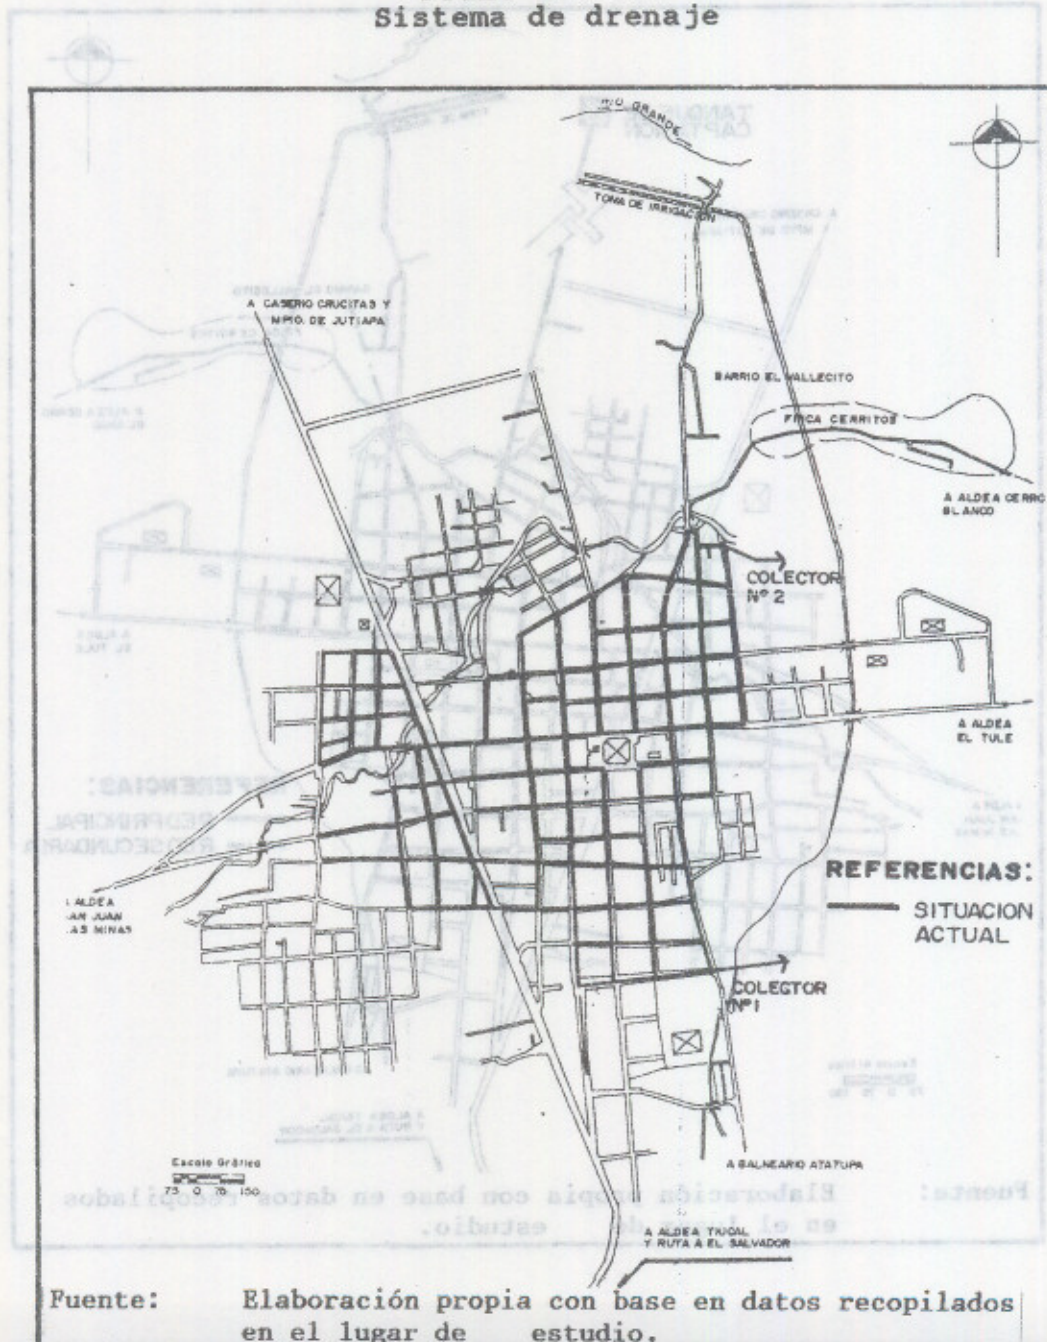 Sistema de drenaje
RIO GRANDE
TOMA DE IRRIGACION
A CASERIO CRUCITAS Y
MPIO. DE JUTIAPA
BARRIO EL VALLECITO
FINCA CERRITOS
A ALDEA CERRO
BLANCO
COLECTOR
Nº 2
A ALDEA
EL TULE
REFERENCIAS:
SITUACION
ACTUAL
ALDEA
SAN JUAN
LAS MINAS
COLECTOR
Nº 1
Escala Gráfica
75 0 75 150
A BALNEARIO ATATUPA
A ALDEA TIUCAL
Y RUTA A EL SALVADOR
Fuente: Elaboración propia con base en datos recopilados
en el lugar de estudio.